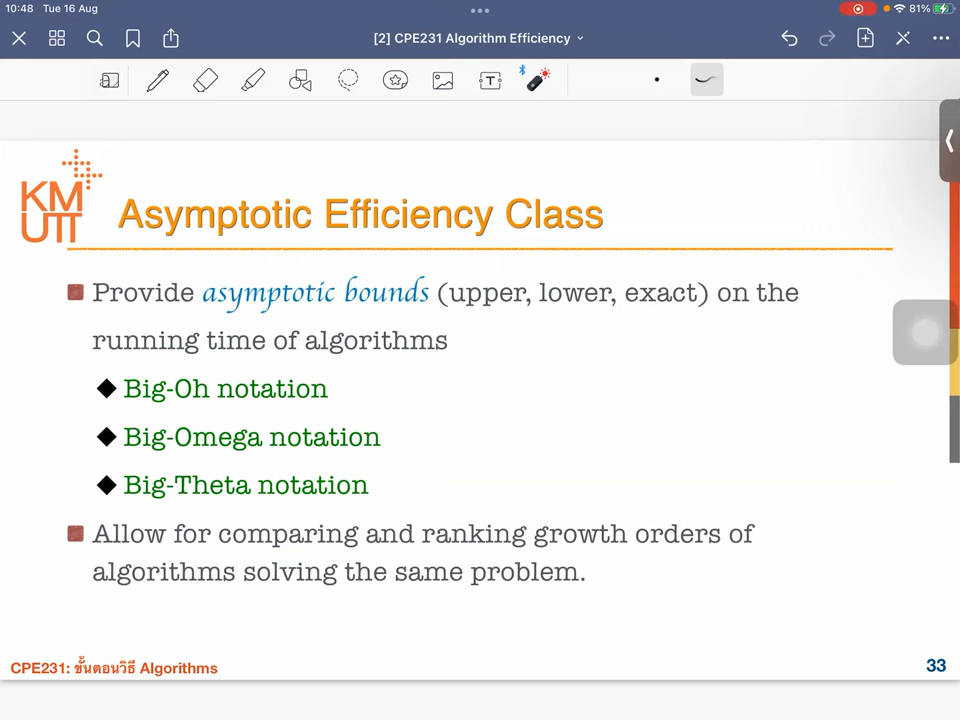 10:48 Tue 16 Aug
81%
[2] CPE231 Algorithm Efficiency
T
KM
UTT
Asymptotic Efficiency Class
Provide asymptotic bounds (upper, lower, exact) on the
running time of algorithms
Big-Oh notation
Big-Omega notation
Big-Theta notation
Allow for comparing and ranking growth orders of
algorithms solving the same problem.
CPE231: ขั้นตอนวิธี Algorithms
33